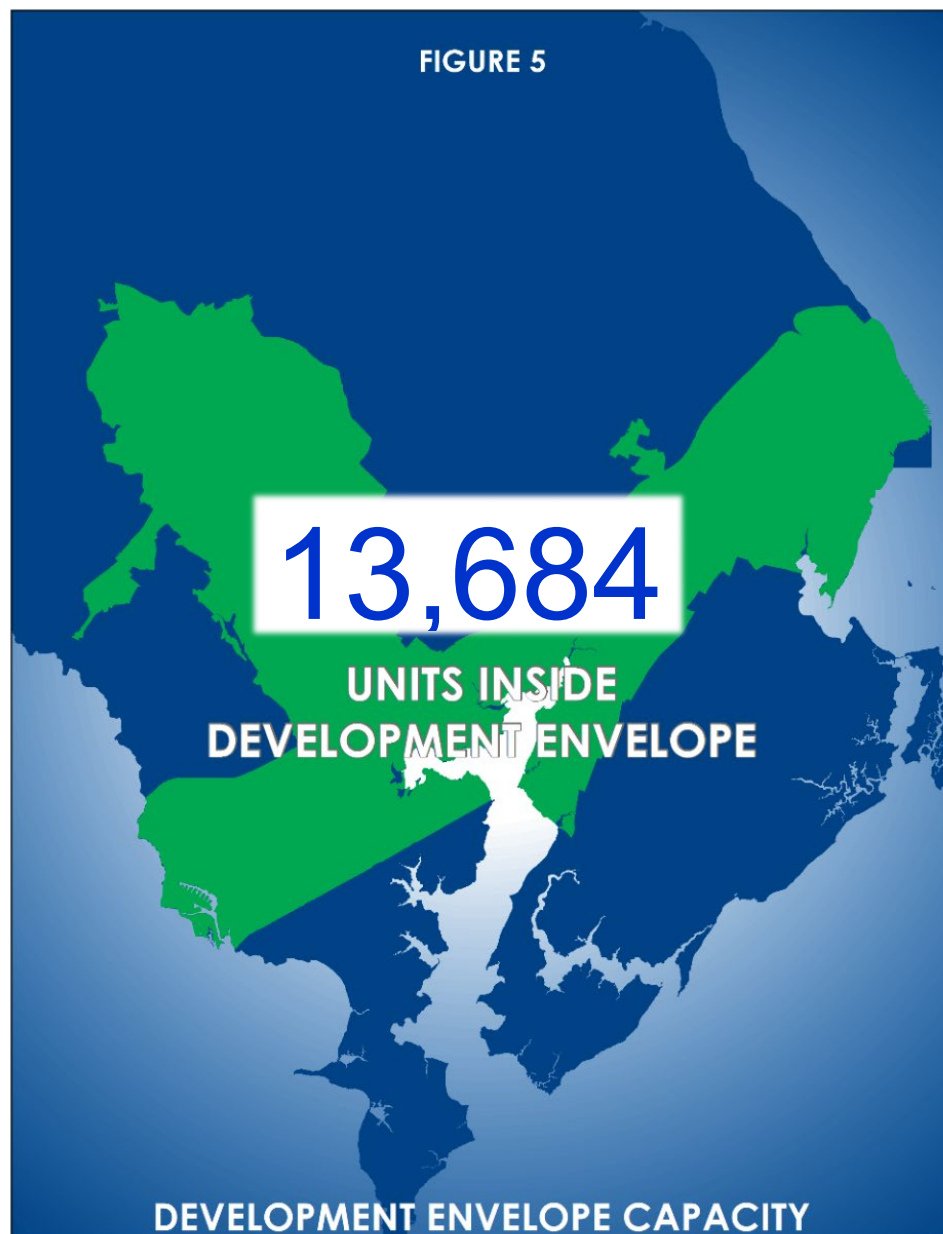 FIGURE 5
13,684
UNITS INSIDE
DEVELOPMENT ENVELOPE
DEVELOPMENT ENVELOPE CAPACITY